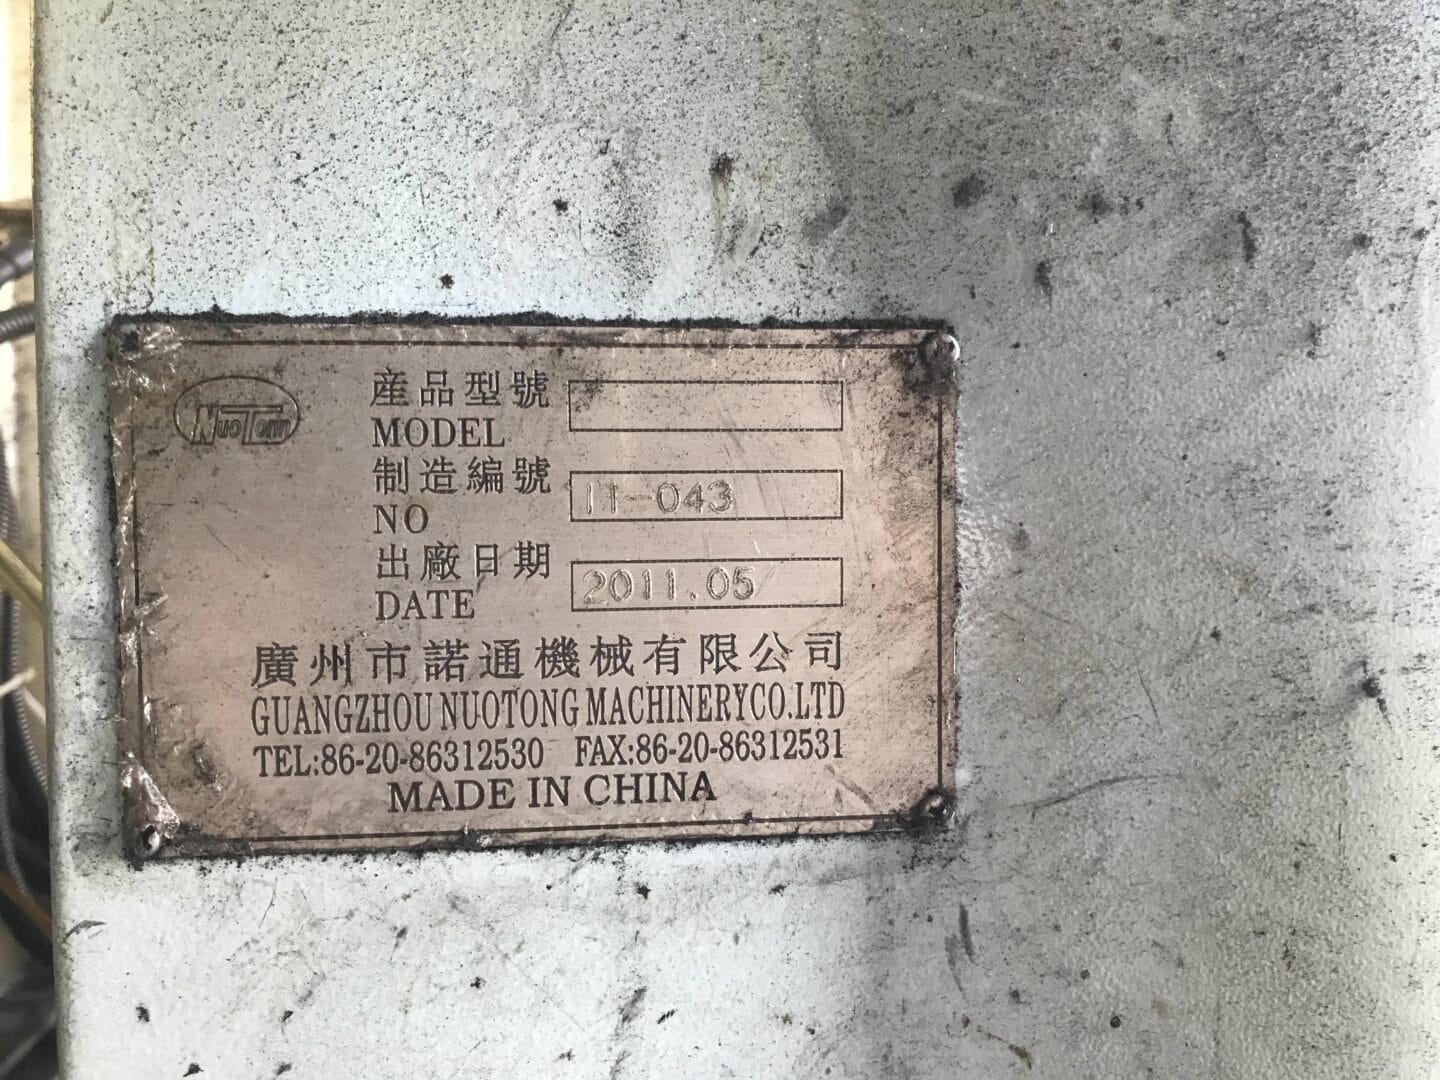 NuoTong
産品型號
MODEL
制造編號
NO
11-043
出廠日期
DATE
2011.05
廣州市諾通機械有限公司
GUANGZHOU NUOTONG MACHINERYCO.LTD
TEL:86-20-86312530 FAX:86-20-86312531
MADE IN CHINA